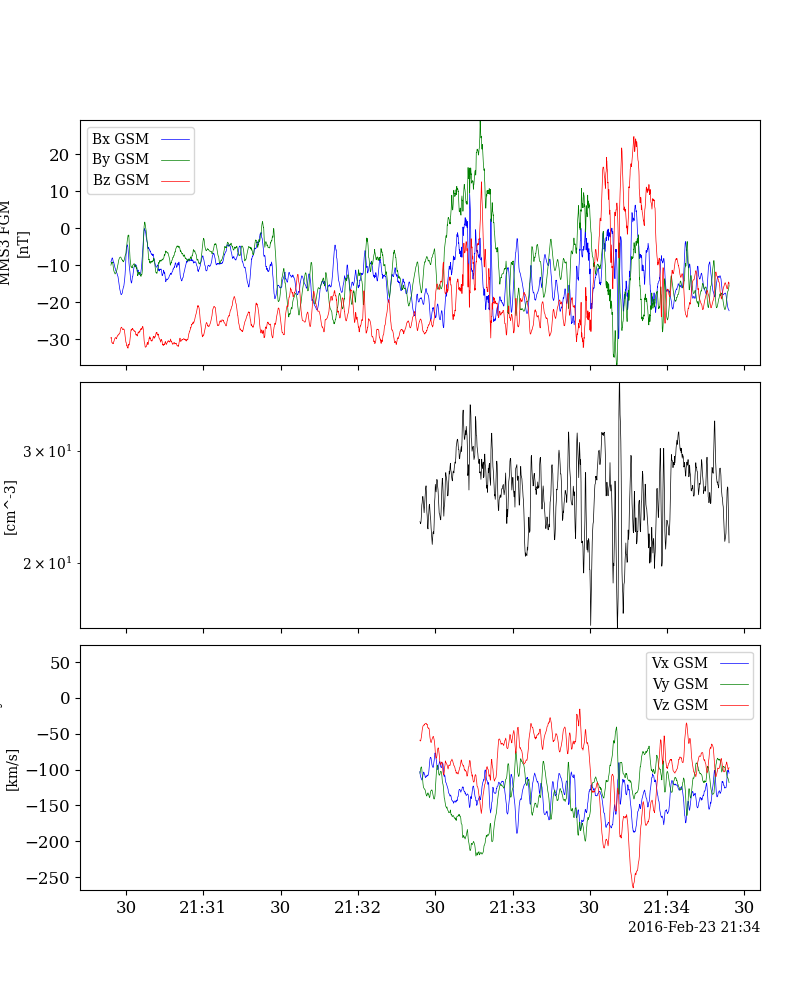 Bx GSM
By GSM
Bz GSM
20
10
0
−10
−20
−30
MMS3 FGM
[nT]
3 × 10¹
2 × 10¹
[cm^-3]
Vx GSM
Vy GSM
Vz GSM
50
0
−50
−100
−150
−200
−250
[km/s]
30 21:31 30 21:32 30 21:33 30 21:34 30
2016-Feb-23 21:34